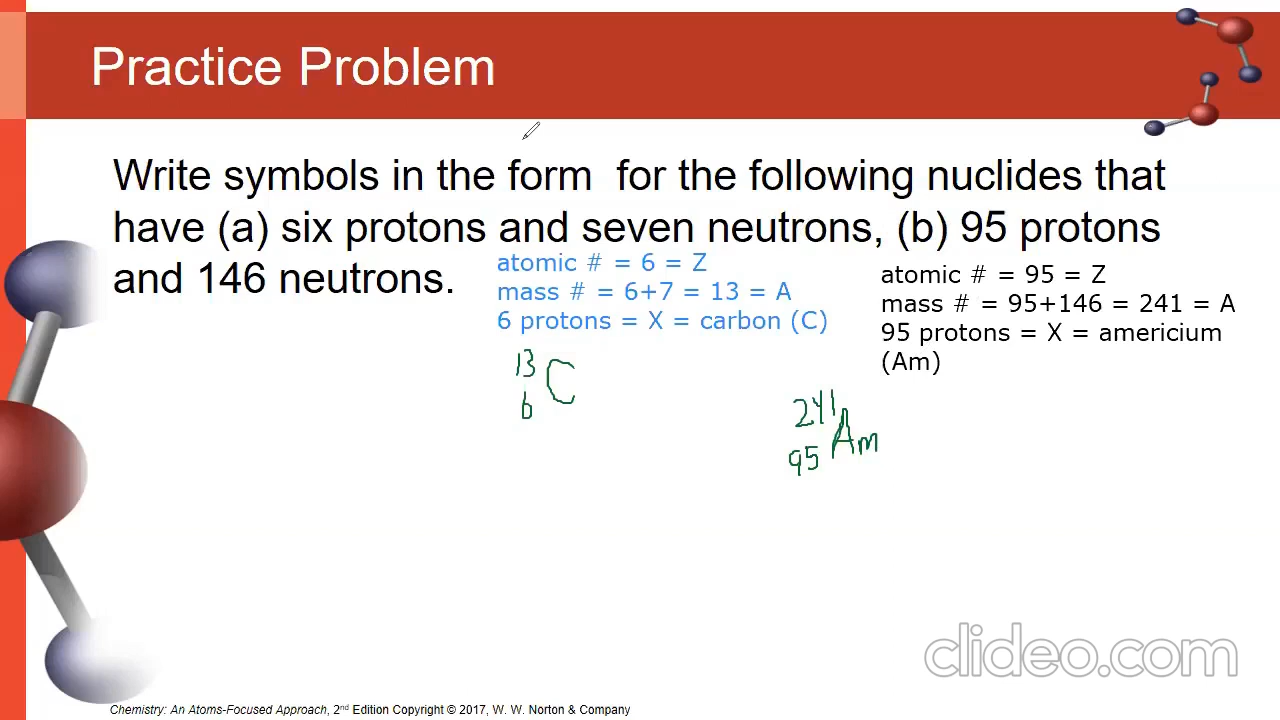 Practice Problem
Write symbols in the form  for the following nuclides that
have (a) six protons and seven neutrons, (b) 95 protons
and 146 neutrons.
atomic # = 6 = Z
mass # = 6+7 = 13 = A
6 protons = X = carbon (C)
atomic # = 95 = Z
mass # = 95+146 = 241 = A
95 protons = X = americium
(Am)
13
6 C
241
95 Am
clideo.com
Chemistry: An Atoms-Focused Approach, 2nd Edition Copyright © 2017, W. W. Norton & Company